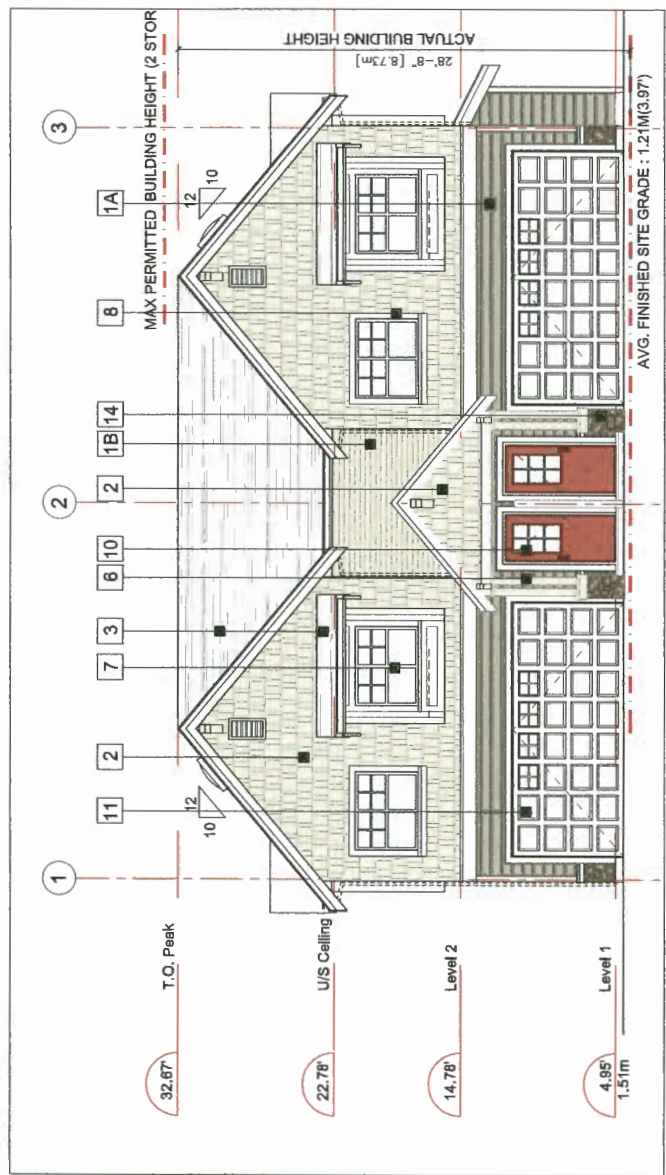 1
11
2
7
3
6
10
2
2
1B
14
8
1A
3
32.67'
T.O. Peak
22.78'
U/S Ceiling
14.78'
Level 2
4.95'
1.51m
Level 1
12
10
12
10
MAX PERMITTED BUILDING HEIGHT (2 STOR
28'-8" [8.73m]
ACTUAL BUILDING HEIGHT
AVG. FINISHED SITE GRADE : 1.21M(3.97')